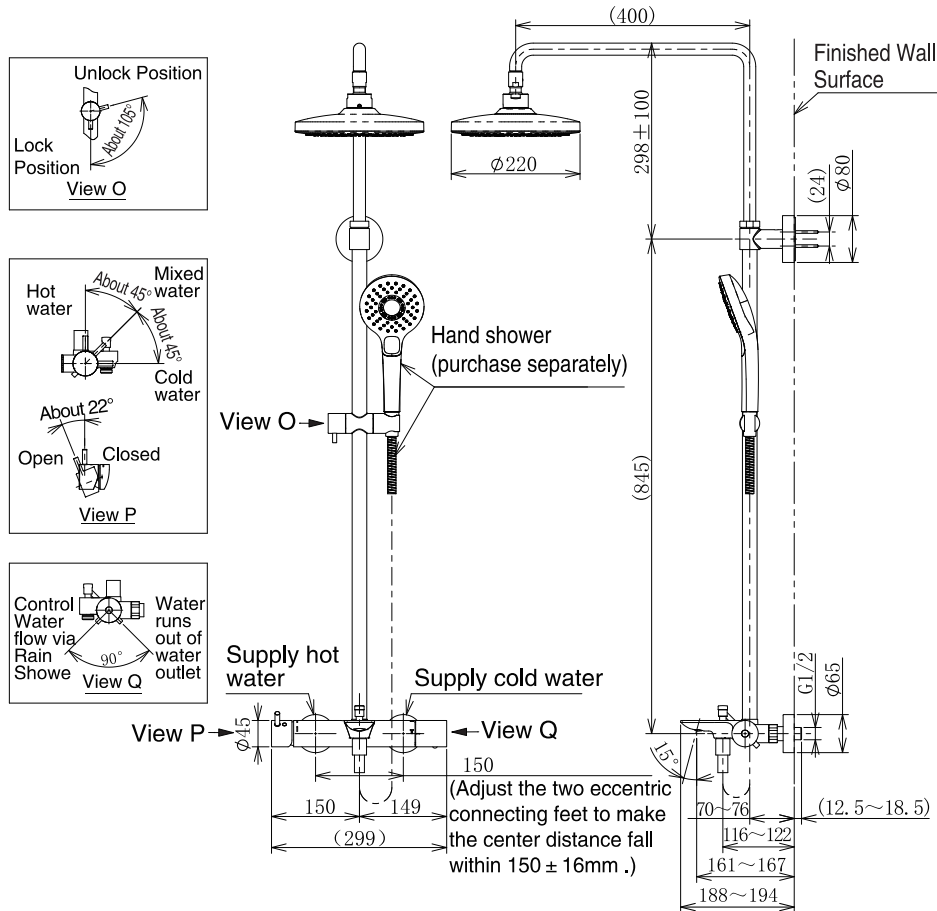 (400)
Finished Wall
Surface
Unlock Position
About 105°
Lock
Position
View O
298±100
ϕ220
(24)
ϕ80
About 45°
Mixed
water
Hot
water
About 45°
Cold
water
About 22°
Open
Closed
View P
Hand shower
(purchase separately)
View O
(845)
Control
Water
flow via
Rain
Showe
Water
runs
out of
water
outlet
90°
View Q
Supply hot
water
Supply cold water
G1/2
ϕ65
View P
ϕ45
View Q
15°
150
(Adjust the two eccentric
connecting feet to make
the center distance fall
within 150 ± 16mm .)
150
149
(299)
70~76
(12.5~18.5)
116~122
161~167
188~194